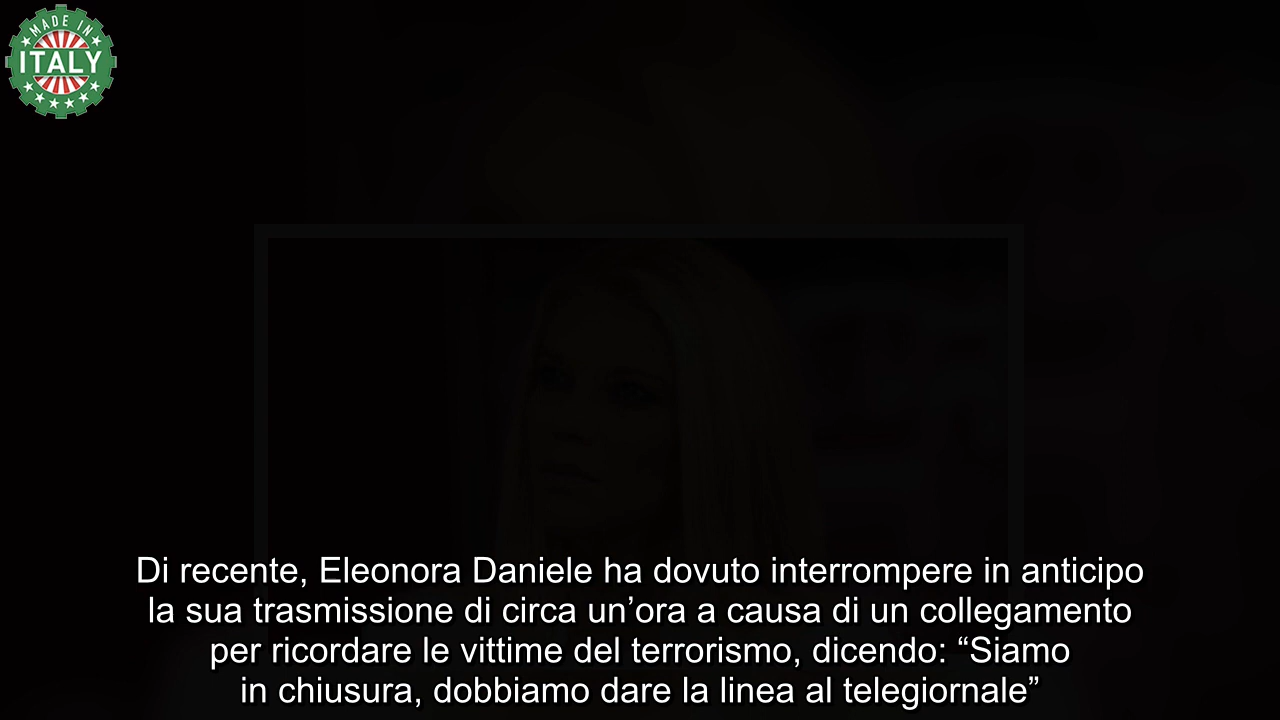 MADE IN
ITALY
Di recente, Eleonora Daniele ha dovuto interrompere in anticipo
la sua trasmissione di circa un’ora a causa di un collegamento
per ricordare le vittime del terrorismo, dicendo: “Siamo
in chiusura, dobbiamo dare la linea al telegiornale”